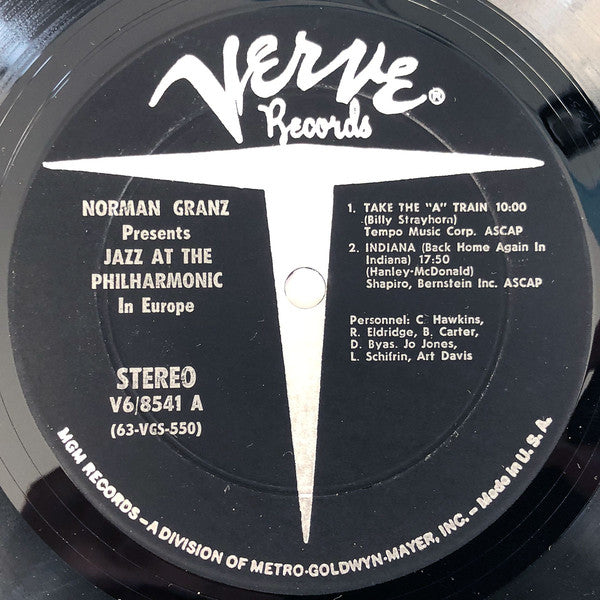 VERVE®
Records
NORMAN GRANZ
Presents
JAZZ AT THE
PHILHARMONIC
In Europe
STEREO
V6/8541 A
(63-VGS-550)
1. TAKE THE "A" TRAIN 10:00
(Billy Strayhorn)
Tempo Music Corp. ASCAP
2. INDIANA (Back Home Again In
Indiana) 17:50
(Hanley-McDonald)
Shapiro, Bernstein Inc. ASCAP
Personnel: C Hawkins,
R. Eldridge, B. Carter,
D. Byas. Jo Jones,
L. Schifrin, Art Davis
MGM RECORDS – A DIVISION OF METRO-GOLDWYN-MAYER, INC. – Made in U. S. A.